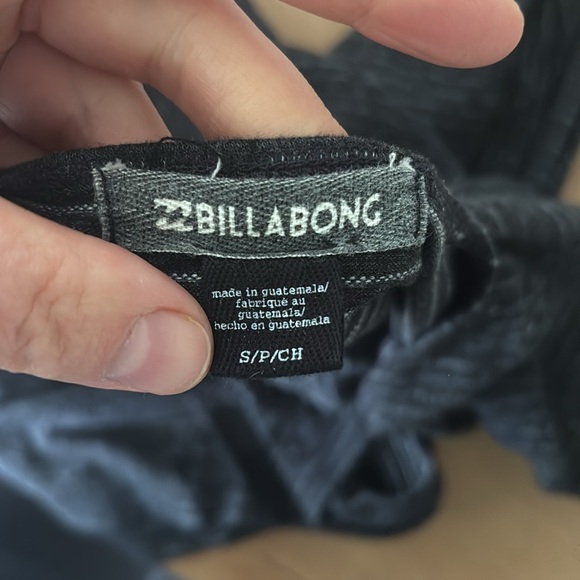 BILLABONG
made in guatemala/
fabriqué au
guatemala/
hecho en guatemala
S/P/CH